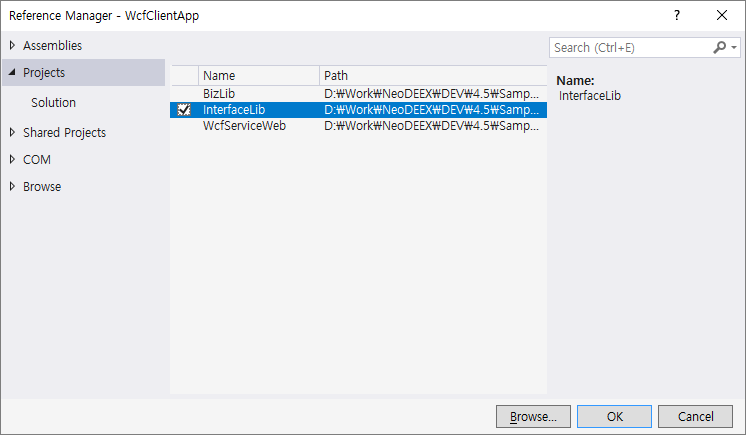 Reference Manager - WcfClientApp
?
Assemblies
Projects
Solution
Shared Projects
COM
Browse
Name Path
BizLib D:₩Work₩NeoDEEX₩DEV₩4.5₩Samp...
InterfaceLib D:₩Work₩NeoDEEX₩DEV₩4.5₩Samp...
WcfServiceWeb D:₩Work₩NeoDEEX₩DEV₩4.5₩Samp...
Search (Ctrl+E)
Name:
InterfaceLib
Browse... OK Cancel